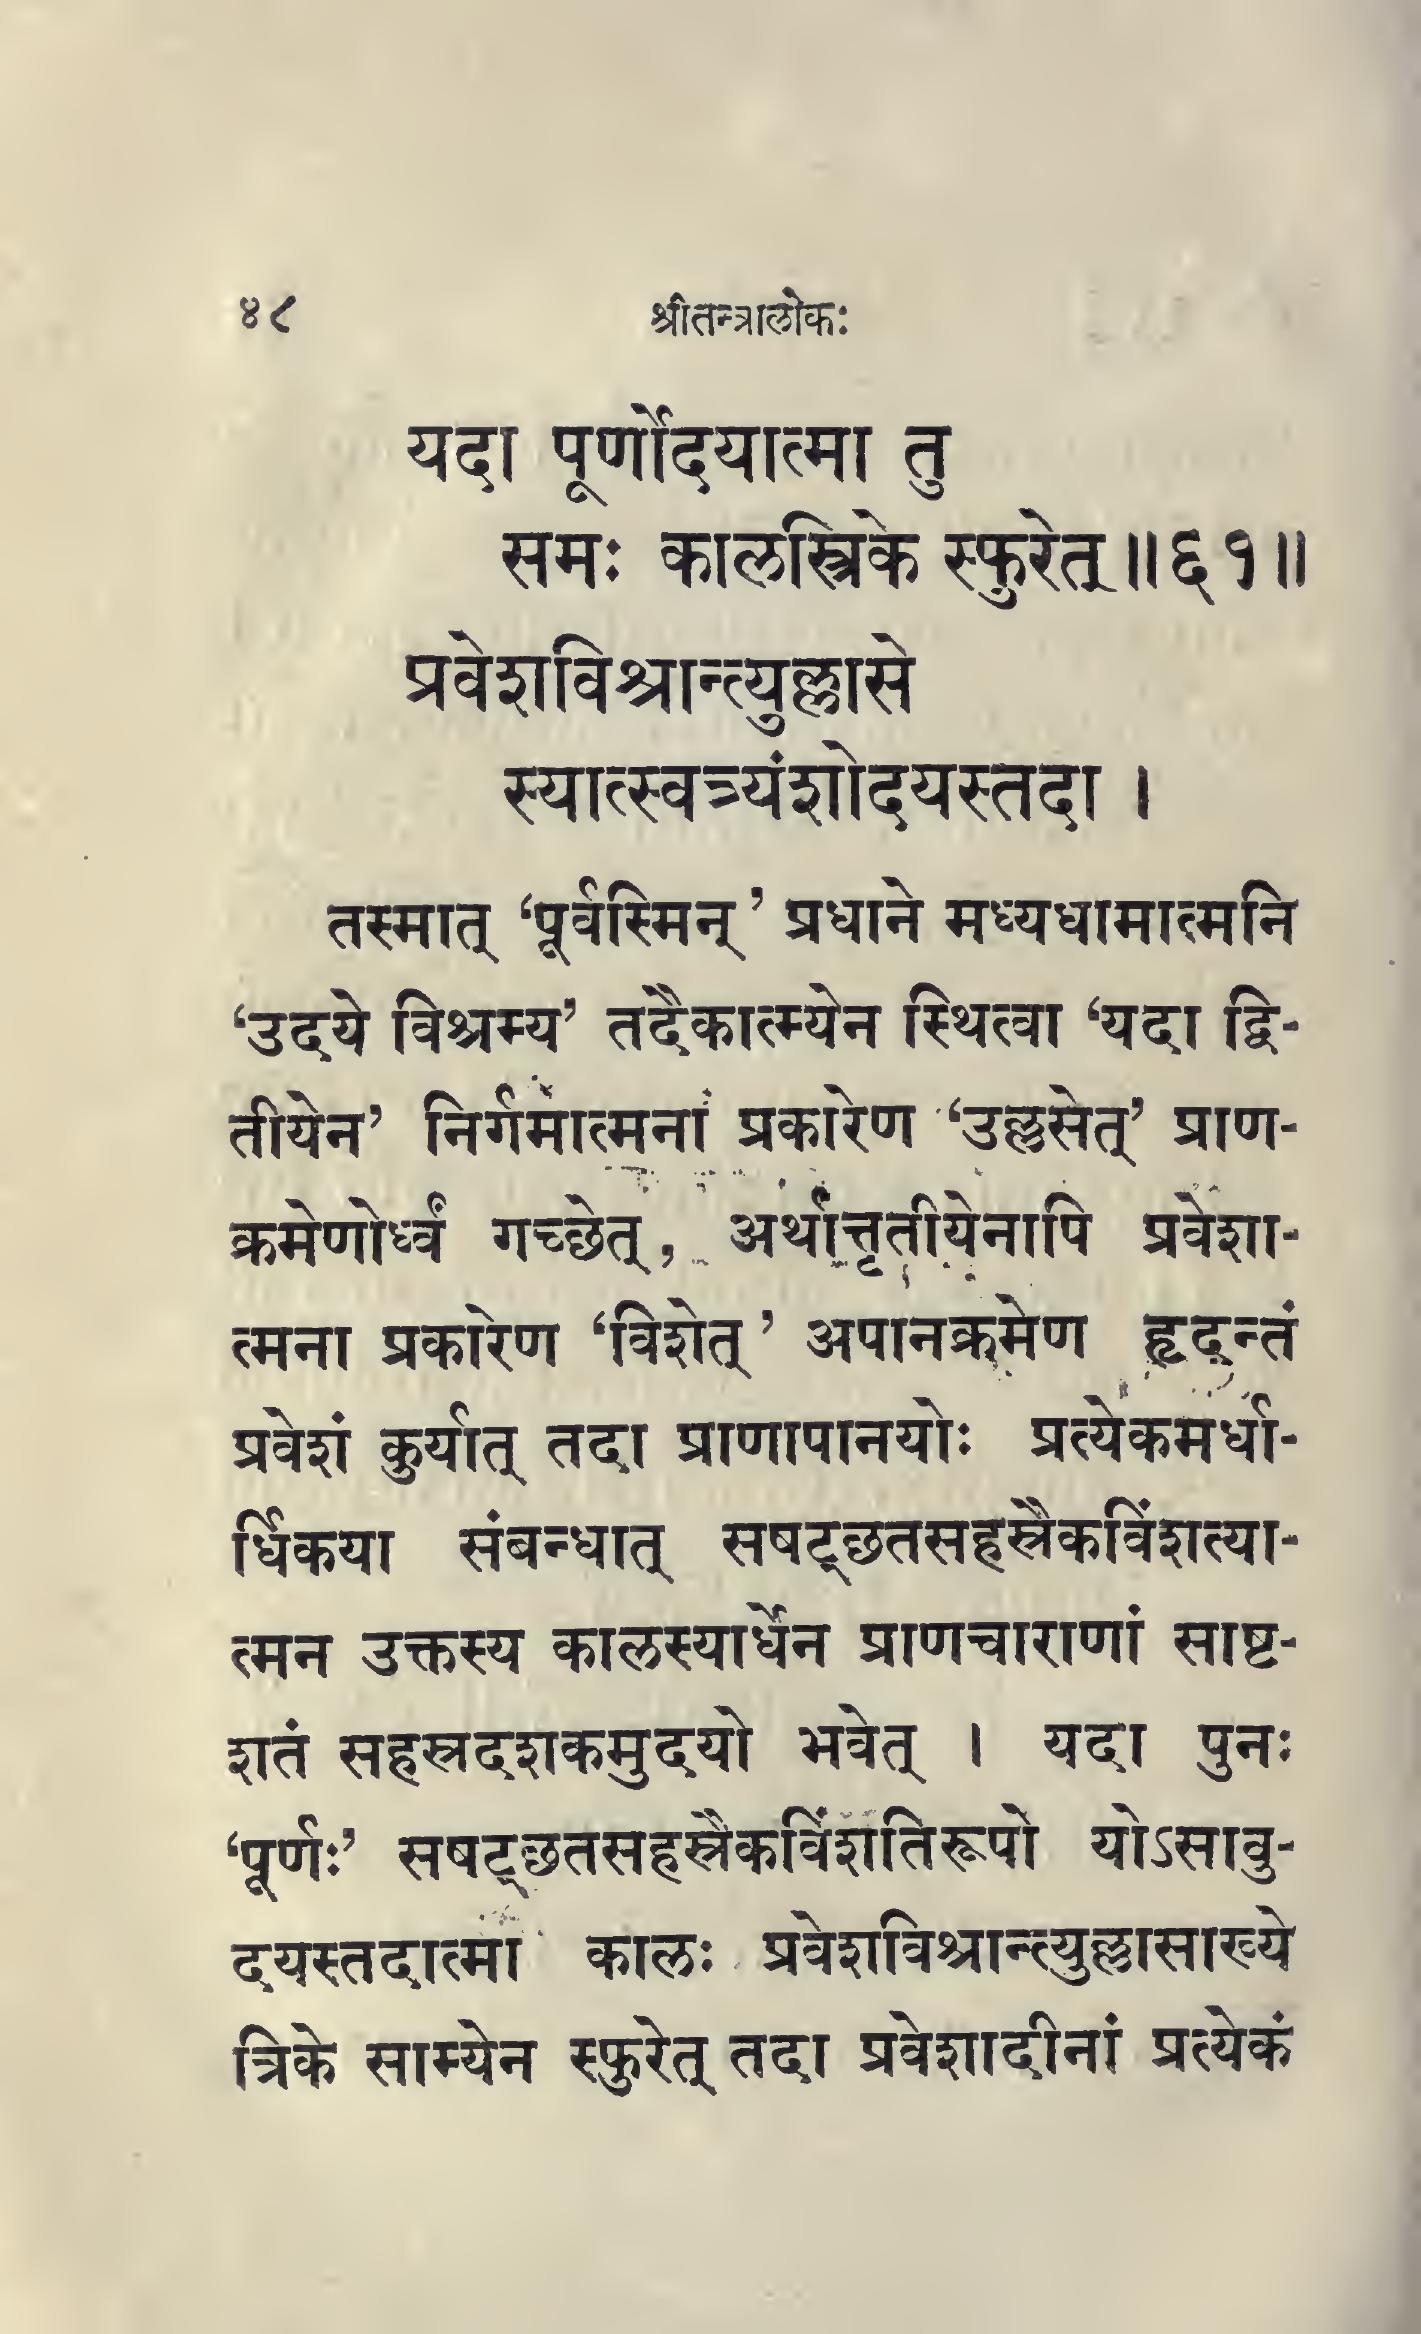 ४८ श्रीतन्त्रालोकः
यदा पूर्णोदयात्मा तु
समः कालस्त्रिके स्फुरेत् ॥६१॥
प्रवेशविश्रान्त्युल्लासे
स्यात्स्वत्र्यंशोदयस्तदा ।
तस्मात् ‘पूर्वस्मिन्’ प्रधाने मध्यधामात्मनि
‘उदये विश्रम्य’ तदैकात्म्येन स्थित्वा ‘यदा द्वि-
तीयेन’ निर्गमात्मना प्रकारेण ‘उल्लसेत्’ प्राण-
क्रमेणोर्ध्वं गच्छेत्, अर्थात्तृतीयेनापि प्रवेशा-
त्मना प्रकारेण ‘विशेत्’ अपानक्रमेण हृदन्तं
प्रवेशं कुर्यात् तदा प्राणापानयोः प्रत्येकमर्धा-
र्धिकया संबन्धात् सषट्छतसहस्रैकविंशत्या-
त्मन उक्तस्य कालस्यार्धेन प्राणचाराणां साष्ट-
शतं सहस्रदशकमुदयो भवेत् । यदा पुनः
‘पूर्णः’ सषट्छतसहस्रैकविंशतिरूपो योऽसावु-
दयस्तदात्मा कालः प्रवेशविश्रान्त्युल्लासाख्ये
त्रिके साम्येन स्फुरेत् तदा प्रवेशादीनां प्रत्येकं